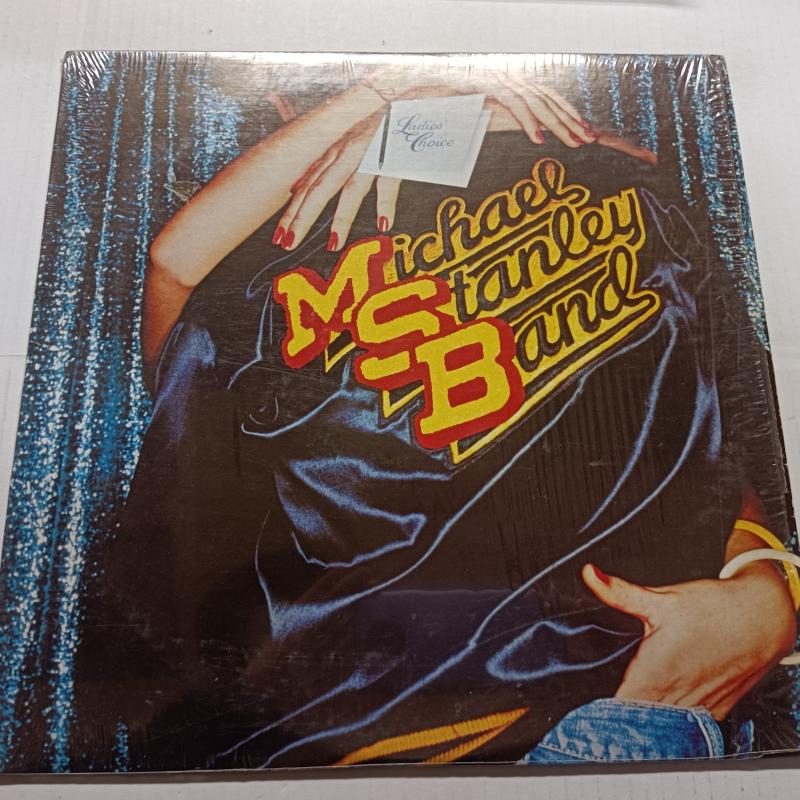 Ladies'
Choice
Michael
Stanley
Band